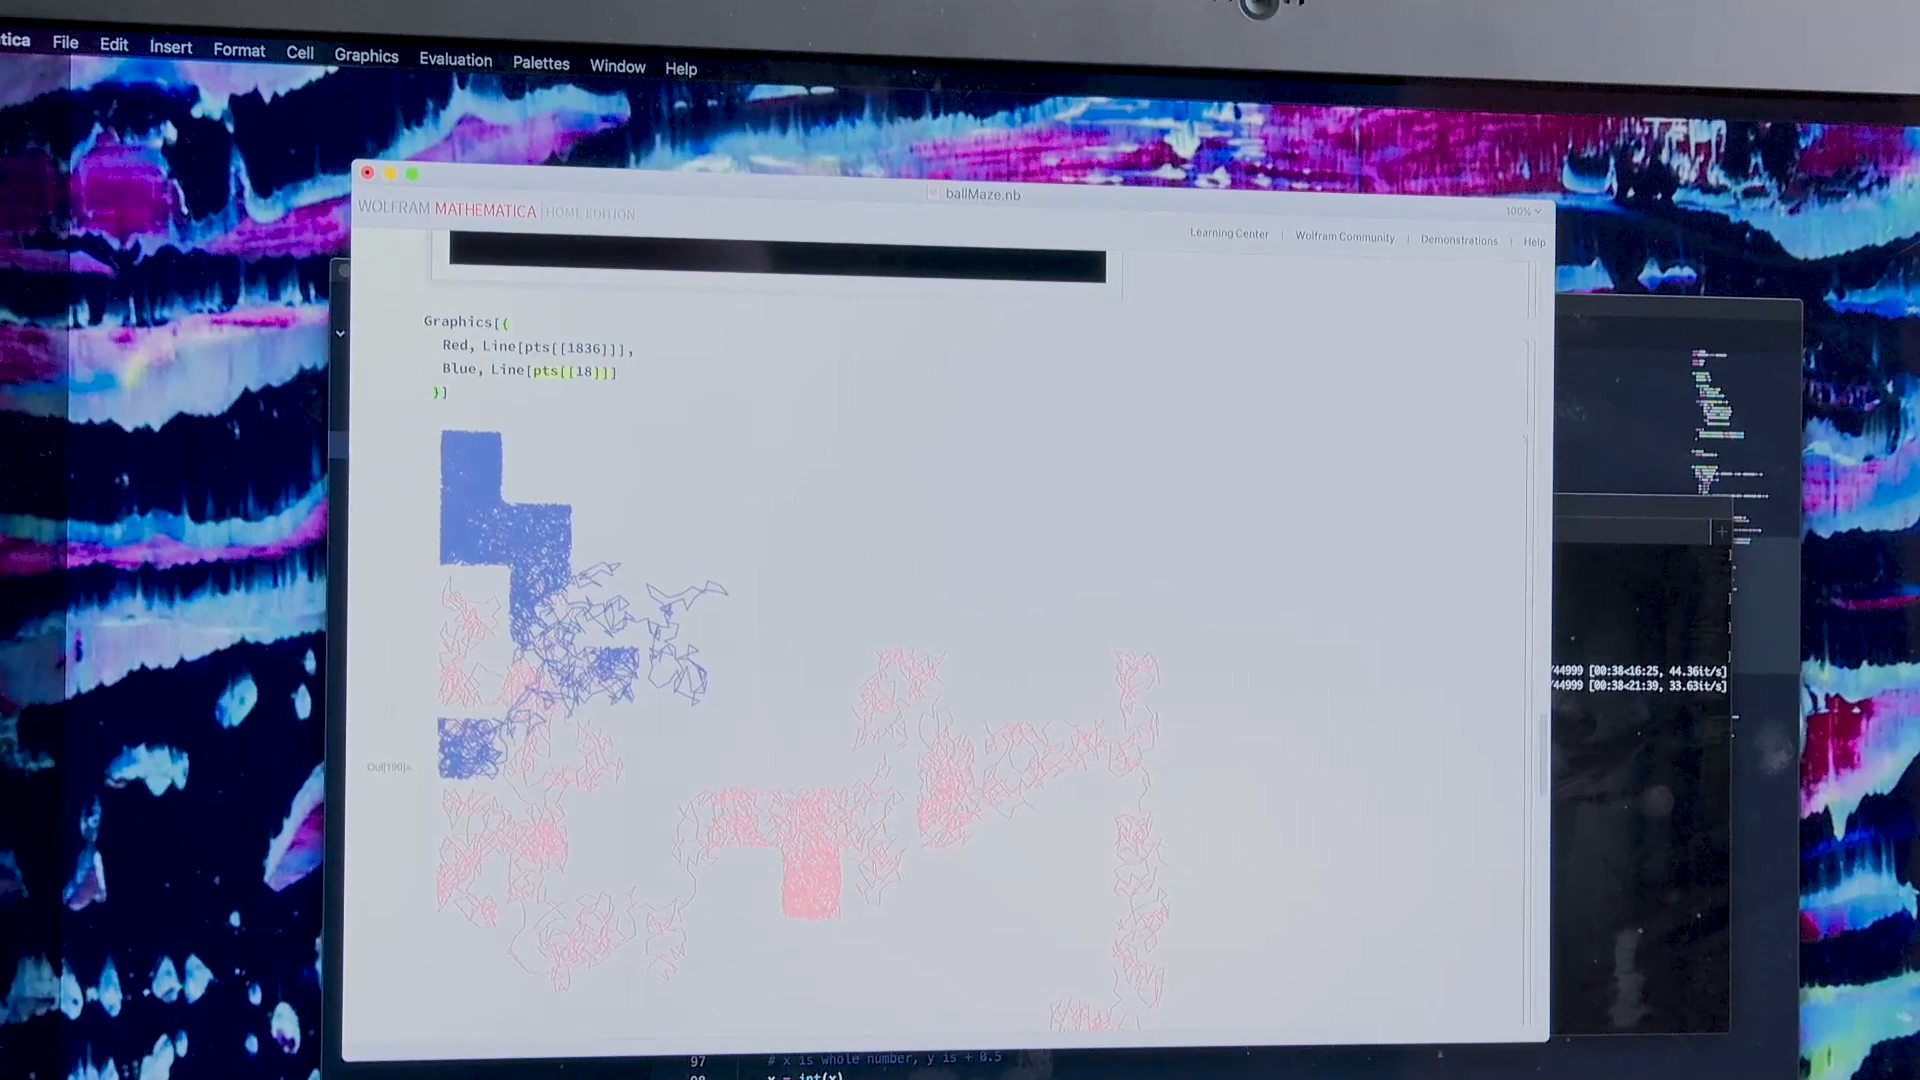 tica File Edit Insert Format Cell Graphics Evaluation Palettes Window Help
ballMaze.nb
WOLFRAM MATHEMATICA | HOME EDITION
100%
Learning Center | Wolfram Community | Demonstrations | Help
Graphics[{
Red, Line[pts[[1836]]],
Blue, Line[pts[[18]]]
}]
Out[190]=
/44999 [00:38<16:25, 44.36it/s]
/44999 [00:38<21:39, 33.63it/s]
97 # x is whole number, y is + 0.5
x = int(x)